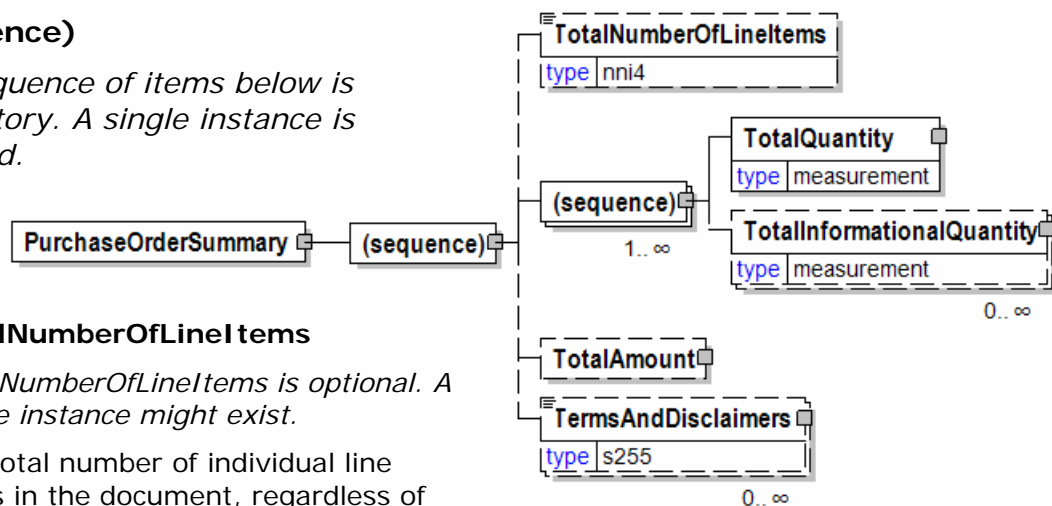 ence)
quence of items below is
tory. A single instance is
d.
lNumberOfLineItems
NumberOfLineItems is optional. A
e instance might exist.
otal number of individual line
s in the document, regardless of
PurchaseOrderSummary
(sequence)
TotalNumberOfLineItems
type nni4
(sequence)
1.. ∞
TotalQuantity
type measurement
TotalInformationalQuantity
type measurement
0.. ∞
TotalAmount
TermsAndDisclaimers
type s255
0.. ∞